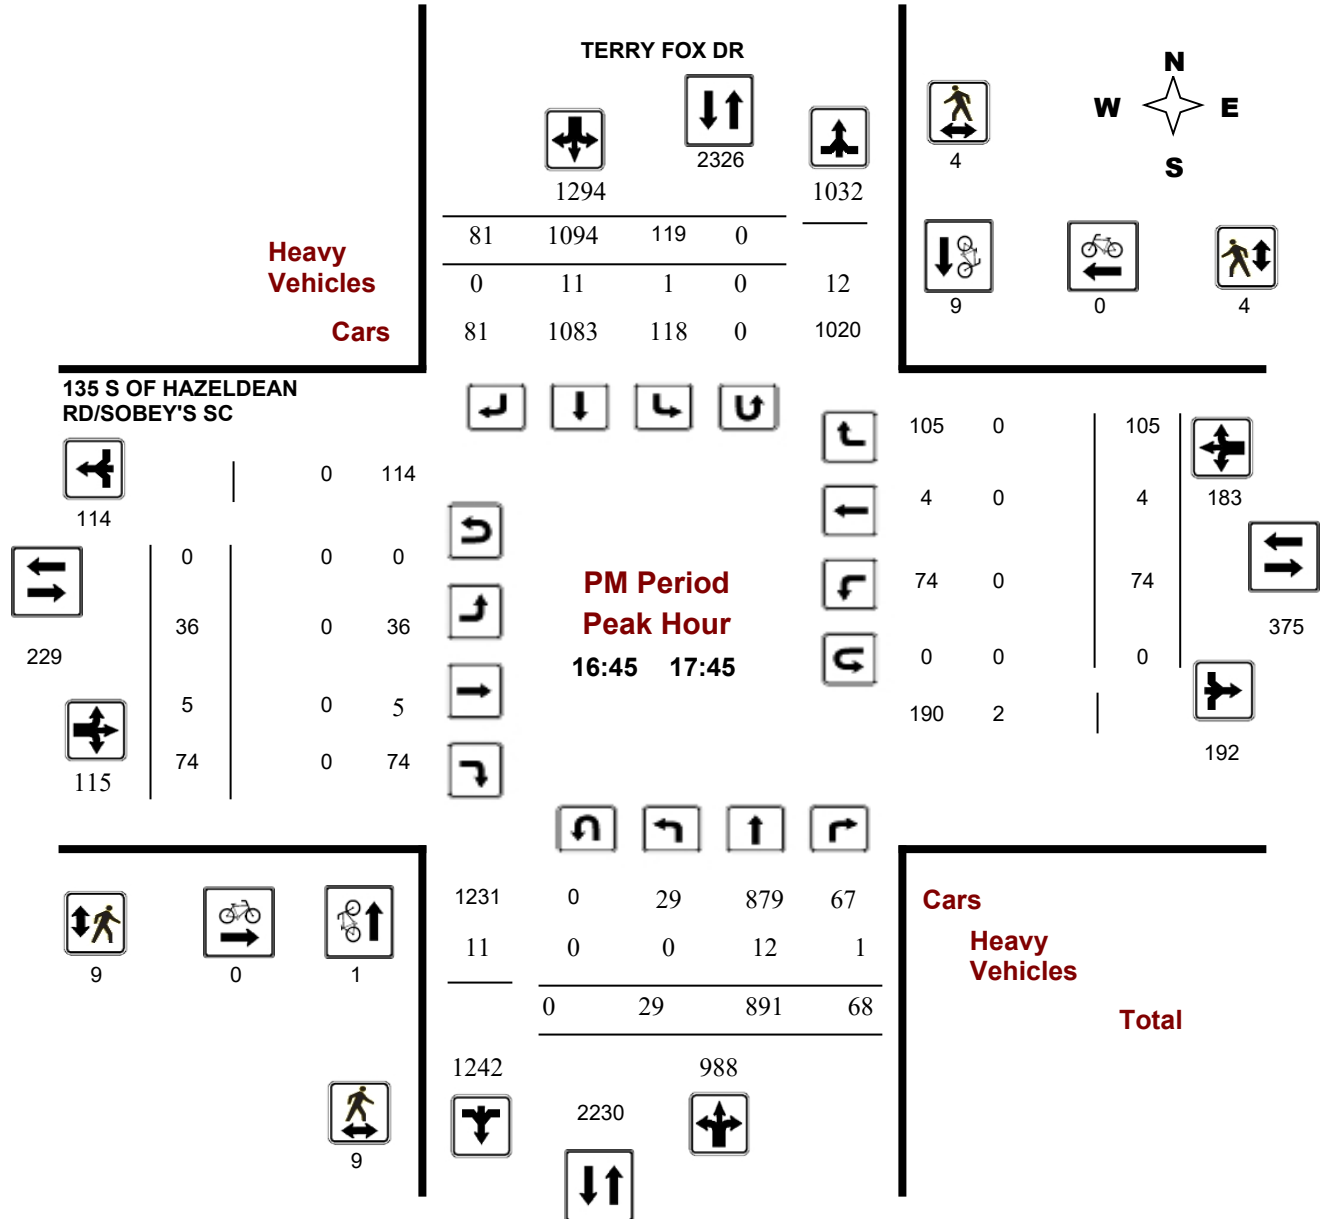 TERRY FOX DR
N
W E
S
2326
4
1294
1032
81 1094 119 0
Heavy
Vehicles
0 11 1 0 12
9 0 4
Cars
81 1083 118 0 1020
135 S OF HAZELDEAN
RD/SOBEY'S SC
105 0 105
0 114
4 0 4 183
114
0 0 0
PM Period
74 0 74
36 0 36
Peak Hour
375
229
16:45 17:45
0 0 0
5 0 5
190 2
192
74 0 74
115
1231 0 29 879 67
Cars
11 0 0 12 1
Heavy
Vehicles
9 0 1
0 29 891 68
Total
1242 988
2230
9